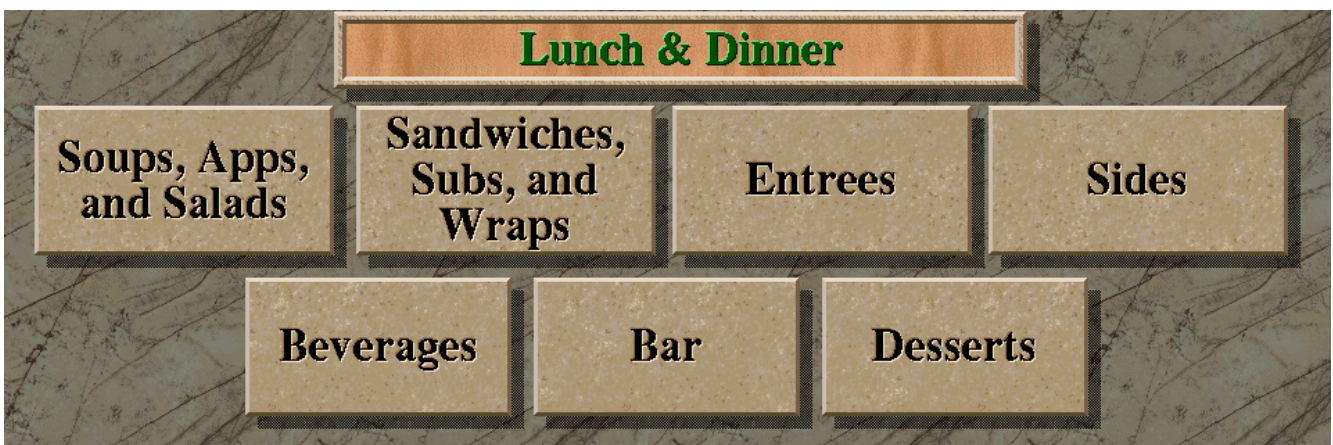 Lunch & Dinner
Soups, Apps,
and Salads
Sandwiches,
Subs, and
Wraps
Entrees
Sides
Beverages
Bar
Desserts